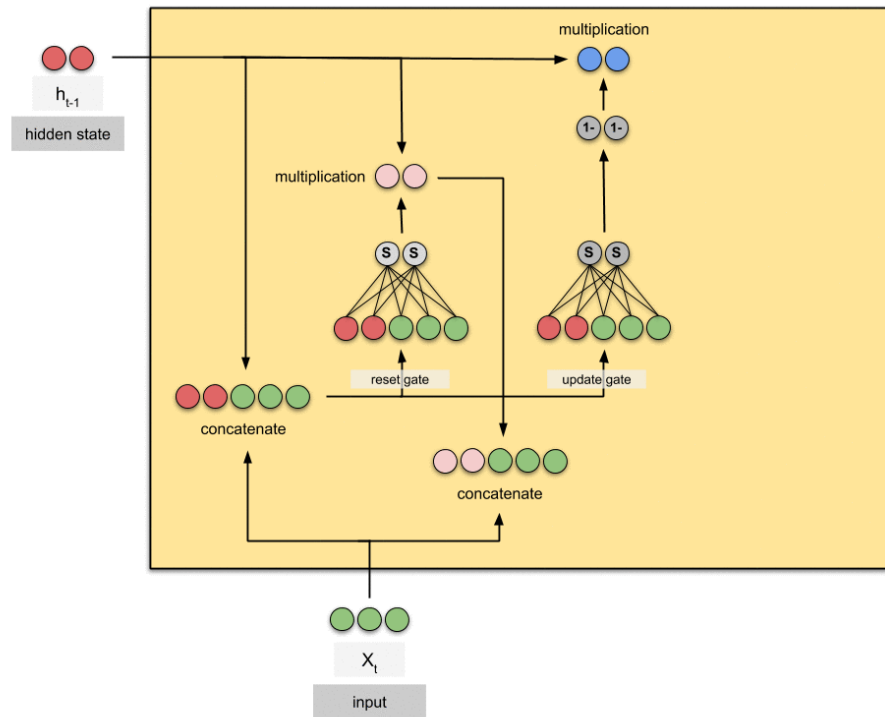 multiplication
h t-1
hidden state
1- 1-
multiplication
S S
S S
reset gate
update gate
concatenate
concatenate
X t
input